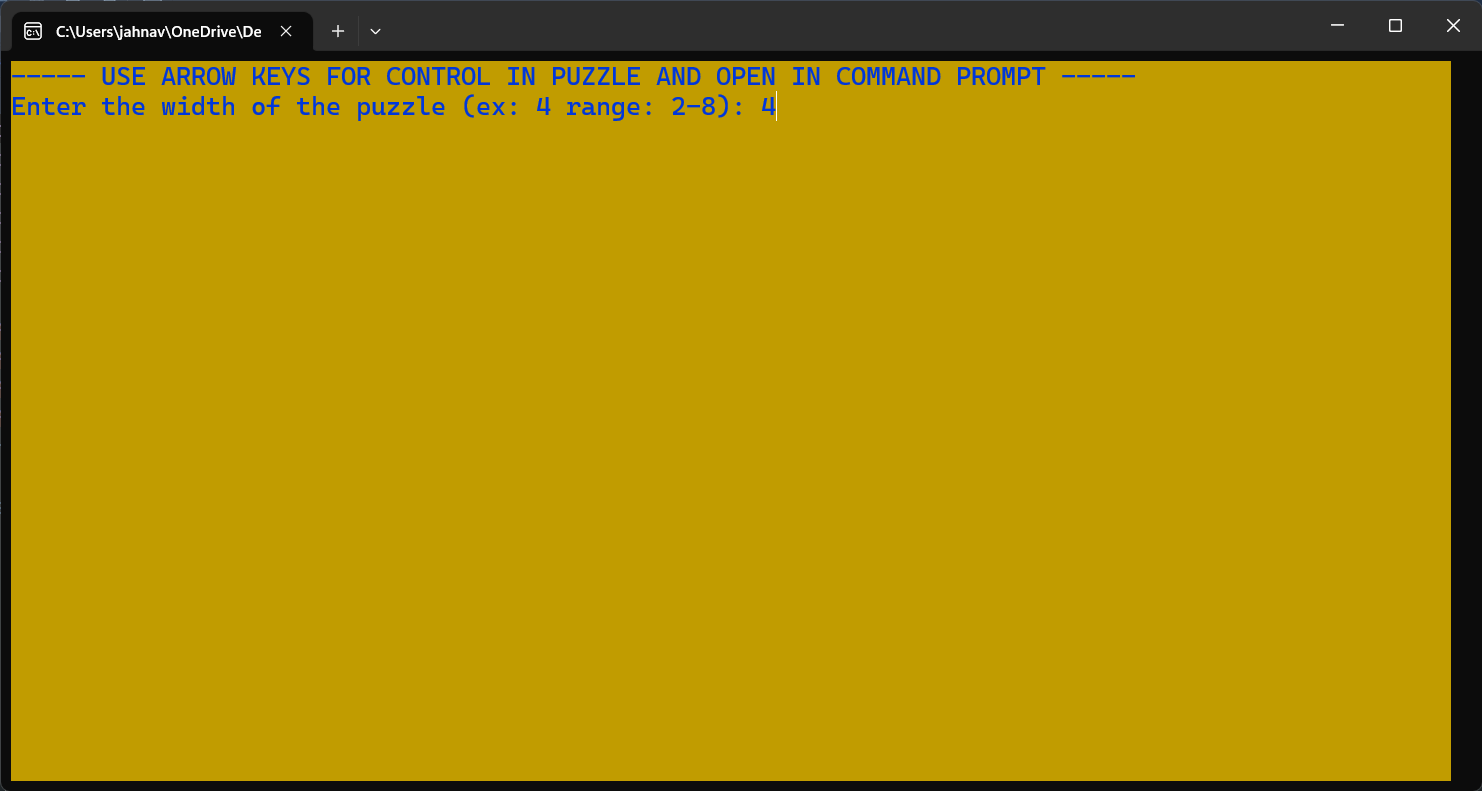 C:\Users\jahnav\OneDrive\De
----- USE ARROW KEYS FOR CONTROL IN PUZZLE AND OPEN IN COMMAND PROMPT -----
Enter the width of the puzzle (ex: 4 range: 2-8): 4